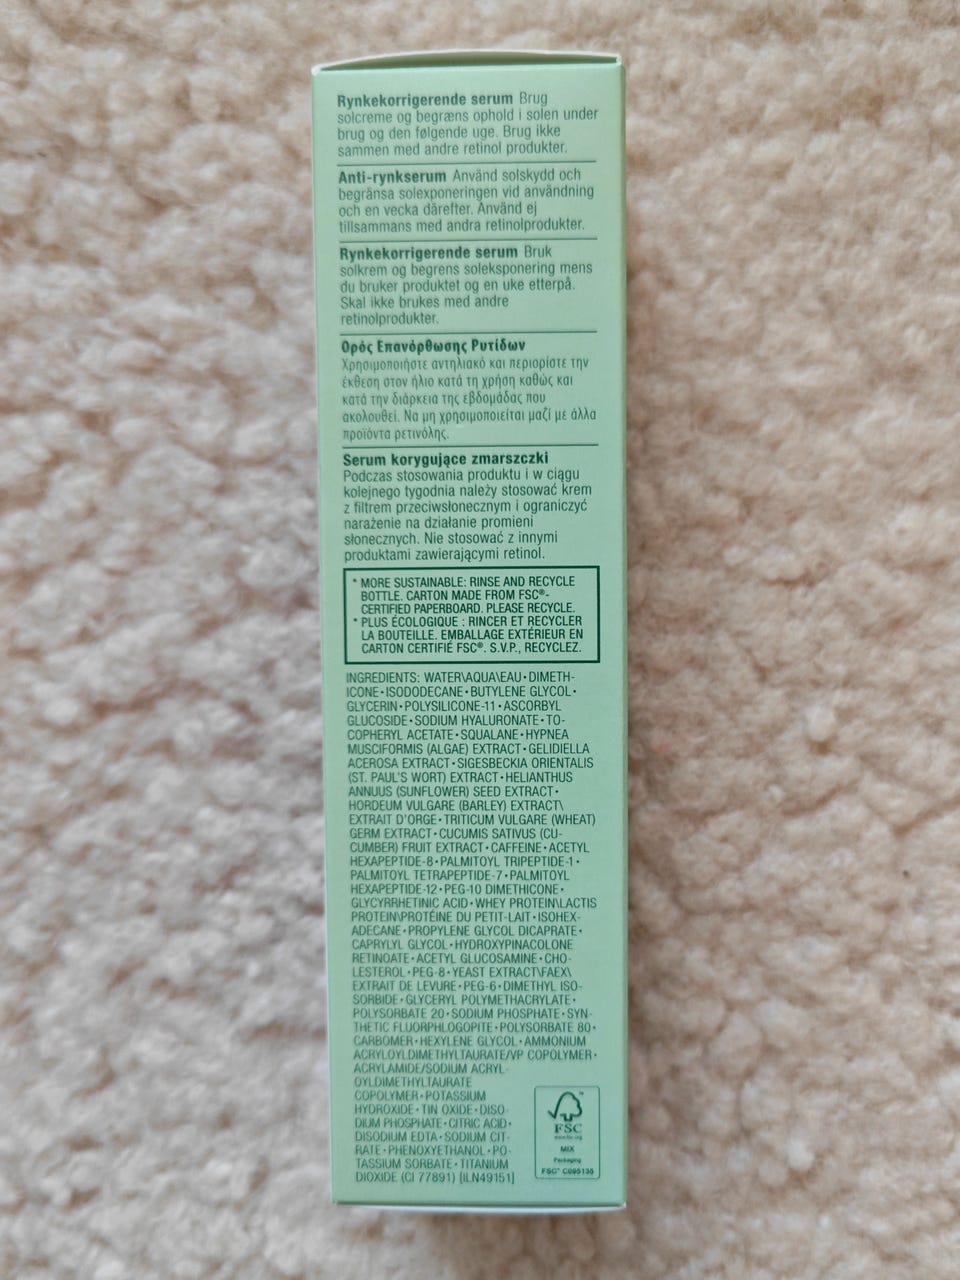 Rynkekorrigerende serum Brug
solcreme og begræns ophold i solen under
brug og den følgende uge. Brug ikke
sammen med andre retinol produkter.
Anti-rynkserum Använd solskydd och
begränsa solexponeringen vid användning
och en vecka därefter. Använd ej
tillsammans med andra retinolprodukter.
Rynkekorrigerende serum Bruk
solkrem og begrens soleksponering mens
du bruker produktet og en uke etterpå.
Skal ikke brukes med andre
retinolprodukter.
Ορός Επανόρθωσης Ρυτίδων
Χρησιμοποιήστε αντηλιακό και περιορίστε την
έκθεση στον ήλιο κατά τη χρήση καθώς και
κατά την διάρκεια της εβδομάδας που
ακολουθεί. Να μη χρησιμοποιείται μαζί με άλλα
προϊόντα ρετινόλης.
Serum korygujące zmarszczki
Podczas stosowania produktu i w ciągu
kolejnego tygodnia należy stosować krem
z filtrem przeciwsłonecznym i ograniczyć
narażenie na działanie promieni
słonecznych. Nie stosować z innymi
produktami zawierającymi retinol.
* MORE SUSTAINABLE: RINSE AND RECYCLE
BOTTLE. CARTON MADE FROM FSC®-
CERTIFIED PAPERBOARD. PLEASE RECYCLE.
* PLUS ÉCOLOGIQUE : RINCER ET RECYCLER
LA BOUTEILLE. EMBALLAGE EXTÉRIEUR EN
CARTON CERTIFIÉ FSC®. S.V.P., RECYCLEZ.
INGREDIENTS: WATER\AQUA\EAU•DIMETH-
ICONE•ISODODECANE•BUTYLENE GLYCOL•
GLYCERIN•POLYSILICONE-11•ASCORBYL
GLUCOSIDE•SODIUM HYALURONATE•TO-
COPHERYL ACETATE•SQUALANE•HYPNEA
MUSCIFORMIS (ALGAE) EXTRACT•GELIDIELLA
ACEROSA EXTRACT•SIGESBECKIA ORIENTALIS
(ST. PAUL'S WORT) EXTRACT•HELIANTHUS
ANNUUS (SUNFLOWER) SEED EXTRACT•
HORDEUM VULGARE (BARLEY) EXTRACT\
EXTRAIT D'ORGE•TRITICUM VULGARE (WHEAT)
GERM EXTRACT•CUCUMIS SATIVUS (CU-
CUMBER) FRUIT EXTRACT•CAFFEINE•ACETYL
HEXAPEPTIDE-8•PALMITOYL TRIPEPTIDE-1•
PALMITOYL TETRAPEPTIDE-7•PALMITOYL
HEXAPEPTIDE-12•PEG-10 DIMETHICONE•
GLYCYRRHETINIC ACID•WHEY PROTEIN\LACTIS
PROTEIN\PROTÉINE DU PETIT-LAIT•ISOHEX-
ADECANE•PROPYLENE GLYCOL DICAPRATE•
CAPRYLYL GLYCOL•HYDROXYPINACOLONE
RETINOATE•ACETYL GLUCOSAMINE•CHO-
LESTEROL•PEG-8•YEAST EXTRACT\FAEX\
EXTRAIT DE LEVURE•PEG-6•DIMETHYL ISO-
SORBIDE•GLYCERYL POLYMETHACRYLATE•
POLYSORBATE 20•SODIUM PHOSPHATE•SYN-
THETIC FLUORPHLOGOPITE•POLYSORBATE 80•
CARBOMER•HEXYLENE GLYCOL•AMMONIUM
ACRYLOYLDIMETHYLTAURATE/VP COPOLYMER•
ACRYLAMIDE/SODIUM ACRYL-
OYLDIMETHYLTAURATE
COPOLYMER•POTASSIUM
HYDROXIDE•TIN OXIDE•DISO-
DIUM PHOSPHATE•CITRIC ACID•
DISODIUM EDTA•SODIUM CIT-
RATE•PHENOXYETHANOL•PO-
TASSIUM SORBATE•TITANIUM
DIOXIDE (CI 77891) [ILN49151]
FSC
www.fsc.org
MIX
Packaging
FSC® C095135